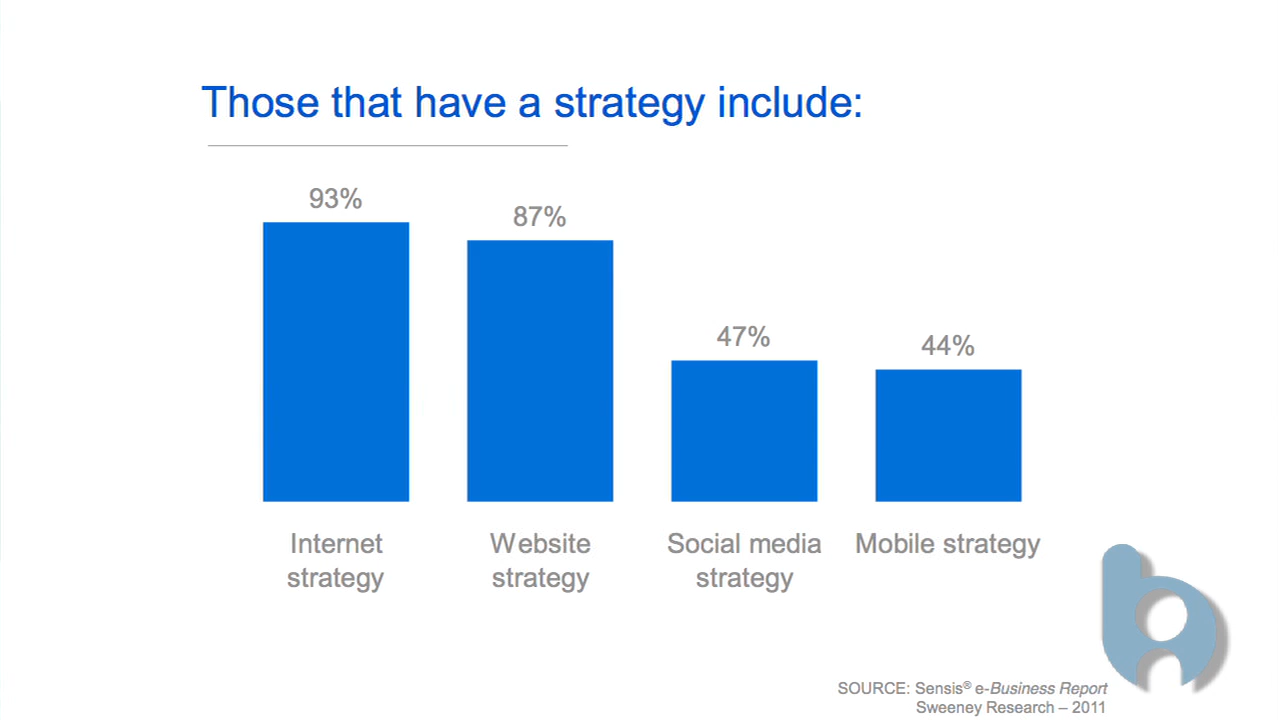 Those that have a strategy include:
93%
87%
47%
44%
Internet
strategy
Website
strategy
Social media
strategy
Mobile strategy
SOURCE: Sensis® e-Business Report
Sweeney Research – 2011